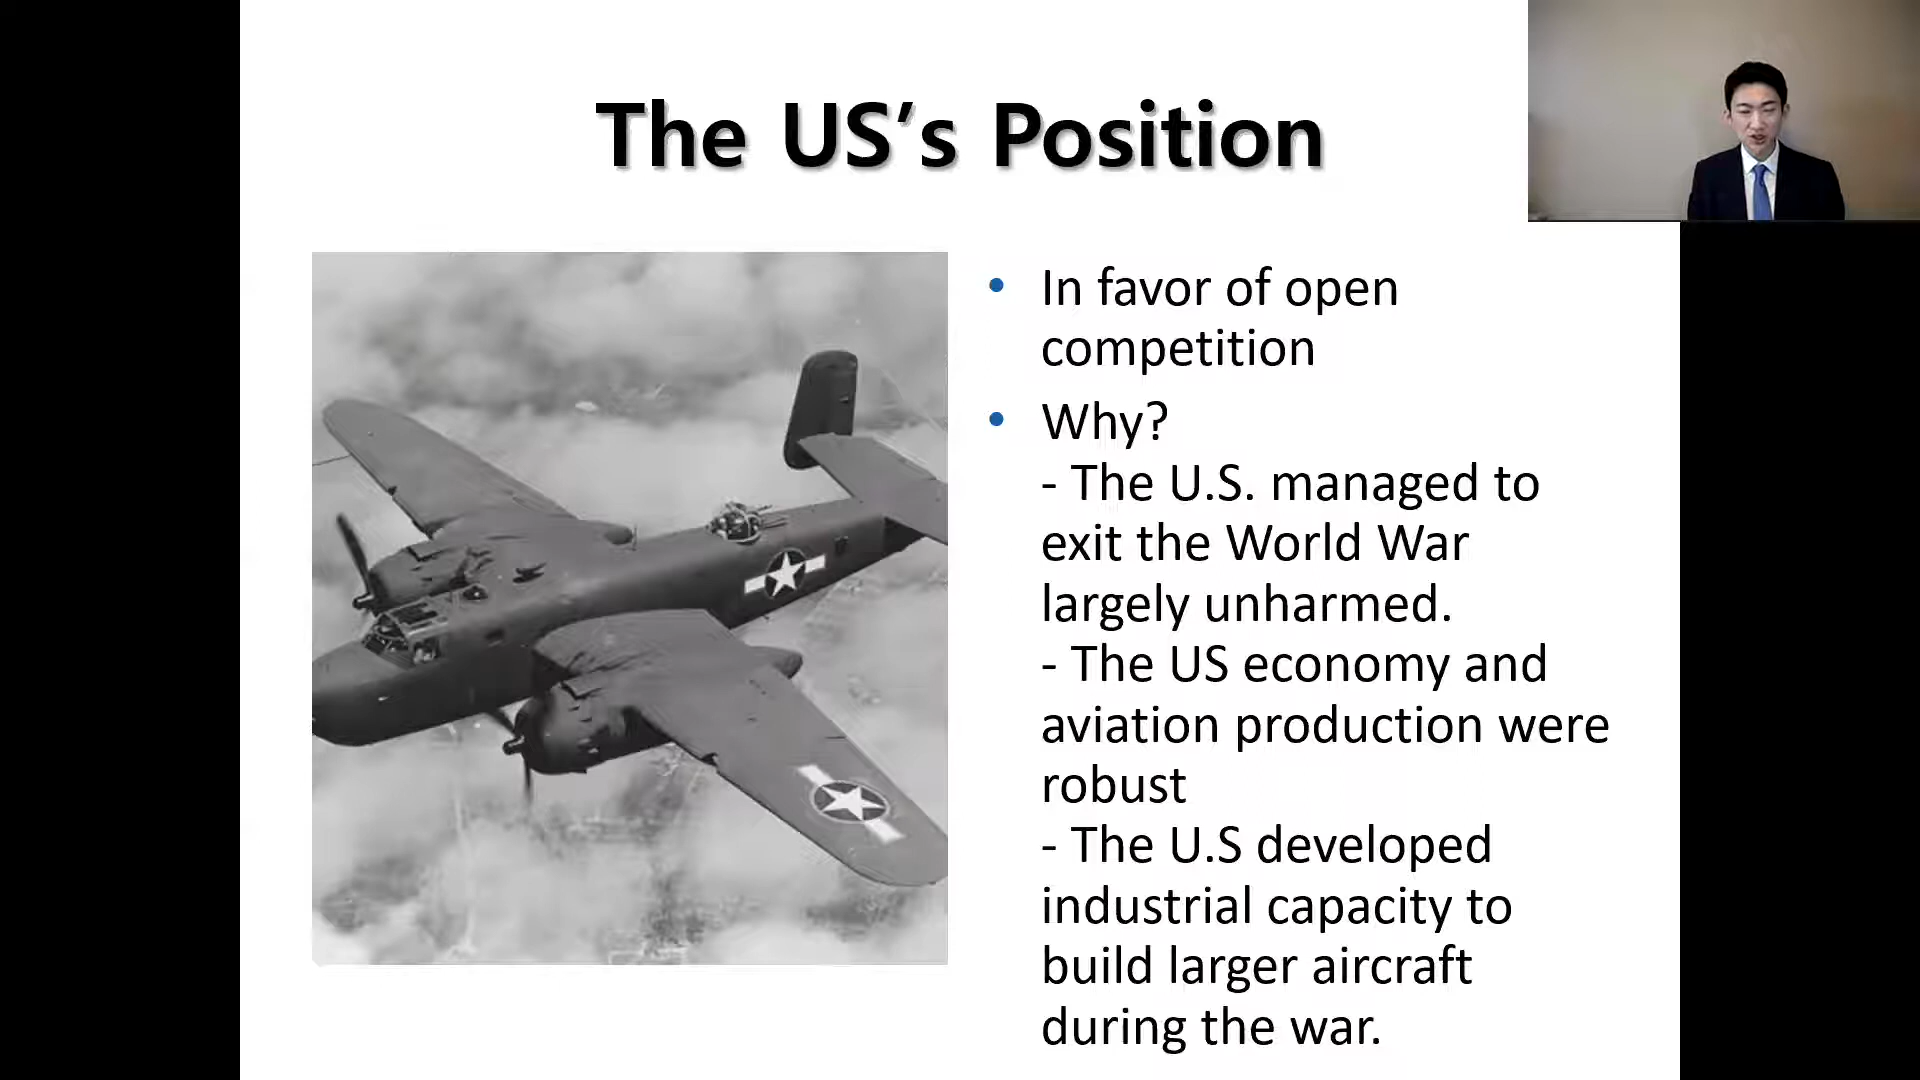 The US’s Position
• In favor of open
competition
• Why?
- The U.S. managed to
exit the World War
largely unharmed.
- The US economy and
aviation production were
robust
- The U.S developed
industrial capacity to
build larger aircraft
during the war.